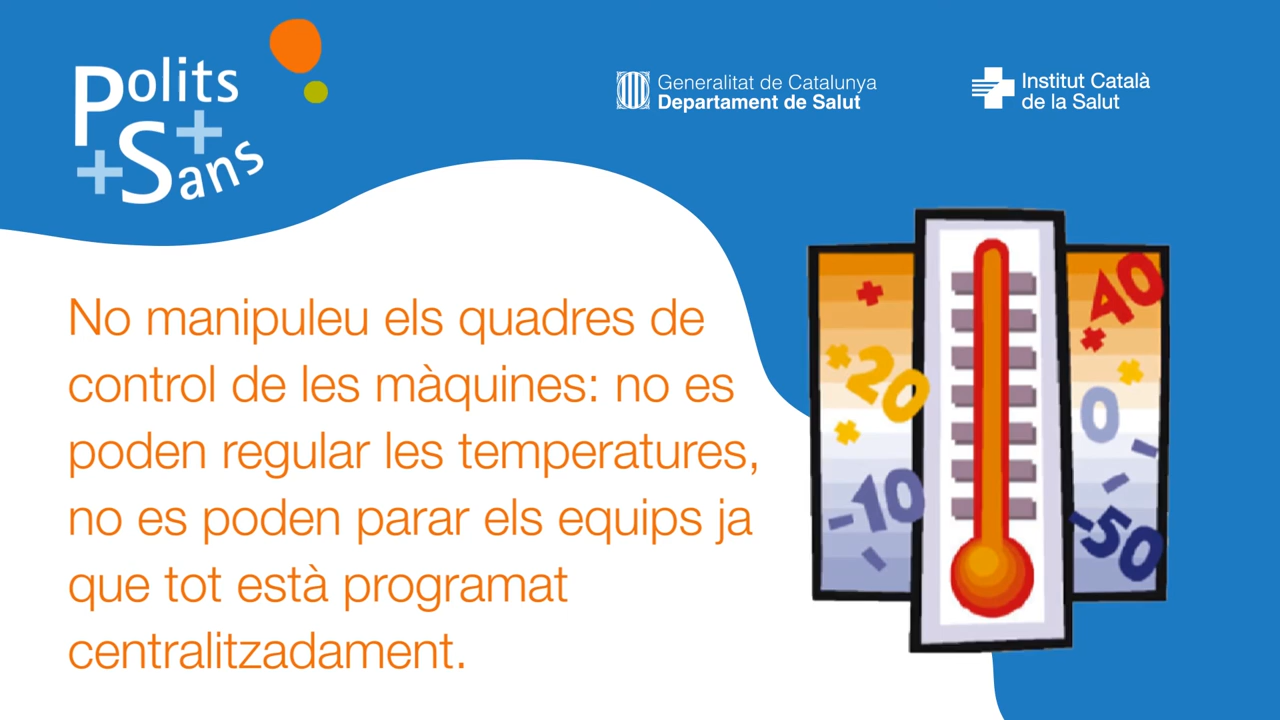 Polits
++
Sans
+
Generalitat de Catalunya
Departament de Salut
Institut Català
de la Salut
No manipuleu els quadres de
control de les màquines: no es
poden regular les temperatures,
no es poden parar els equips ja
que tot està programat
centralitzadament.
+
+20
+
-10
-
+40
+
+
0
-
-
-50